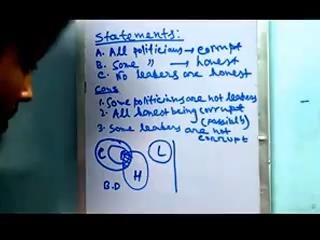 Statements:
A. All politicians → corrupt
B. Some " → honest
C. No leaders are honest
Cons
1. Some politicians are not leaders
2. All honest being corrupt
(possibly)
3. Some leaders are not
corrupt
C
L
H
B.D